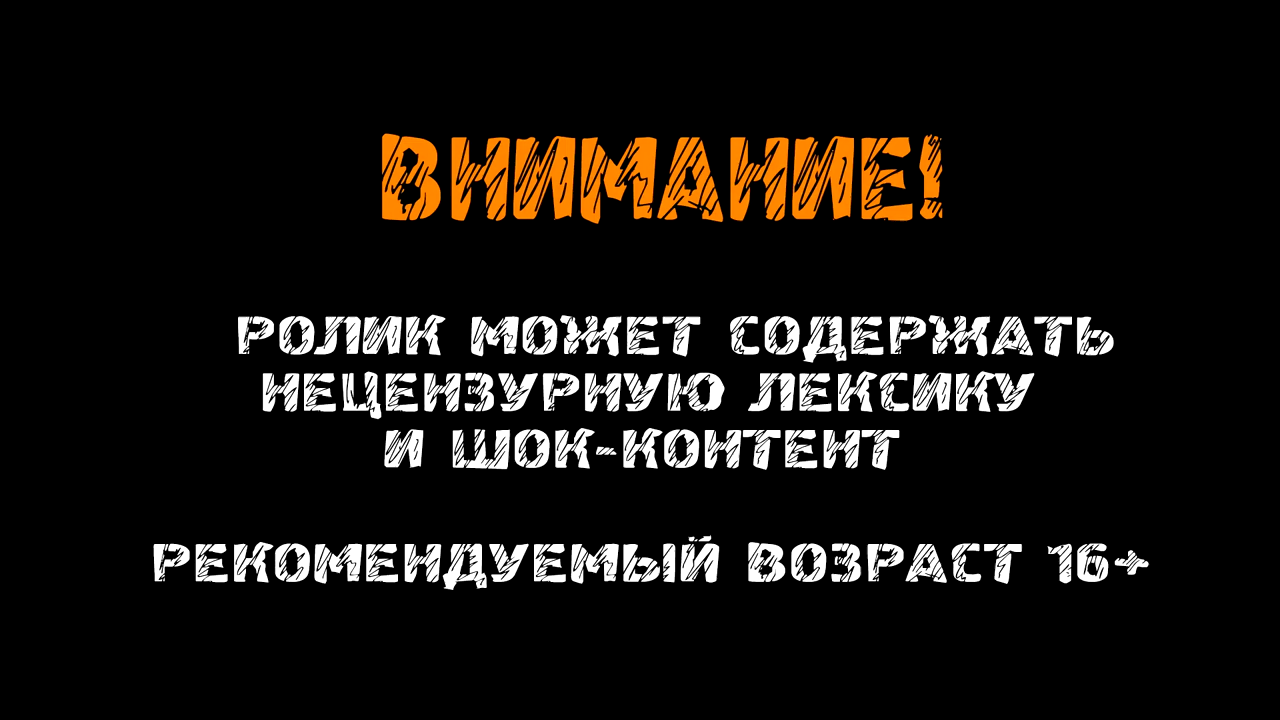 ВНИМАНИЕ!
РОЛИК МОЖЕТ СОДЕРЖАТЬ
НЕЦЕНЗУРНУЮ ЛЕКСИКУ
И ШОК-КОНТЕНТ
РЕКОМЕНДУЕМЫЙ ВОЗРАСТ 16+